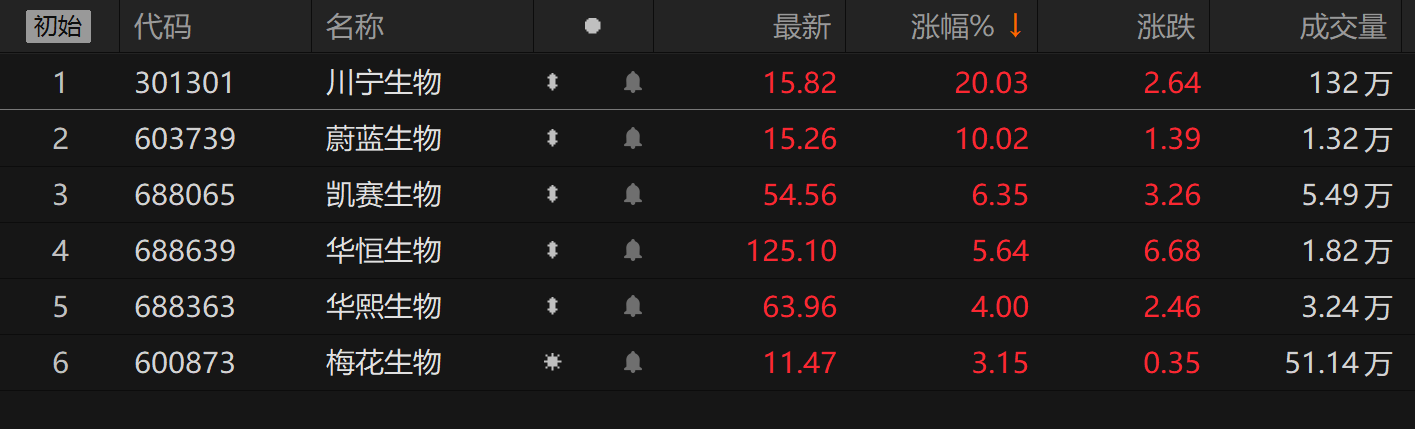 初始 代码 名称 最新 涨幅% ↓ 涨跌 成交量
1 301301 川宁生物 15.82 20.03 2.64 132万
2 603739 蔚蓝生物 15.26 10.02 1.39 1.32万
3 688065 凯赛生物 54.56 6.35 3.26 5.49万
4 688639 华恒生物 125.10 5.64 6.68 1.82万
5 688363 华熙生物 63.96 4.00 2.46 3.24万
6 600873 梅花生物 11.47 3.15 0.35 51.14万